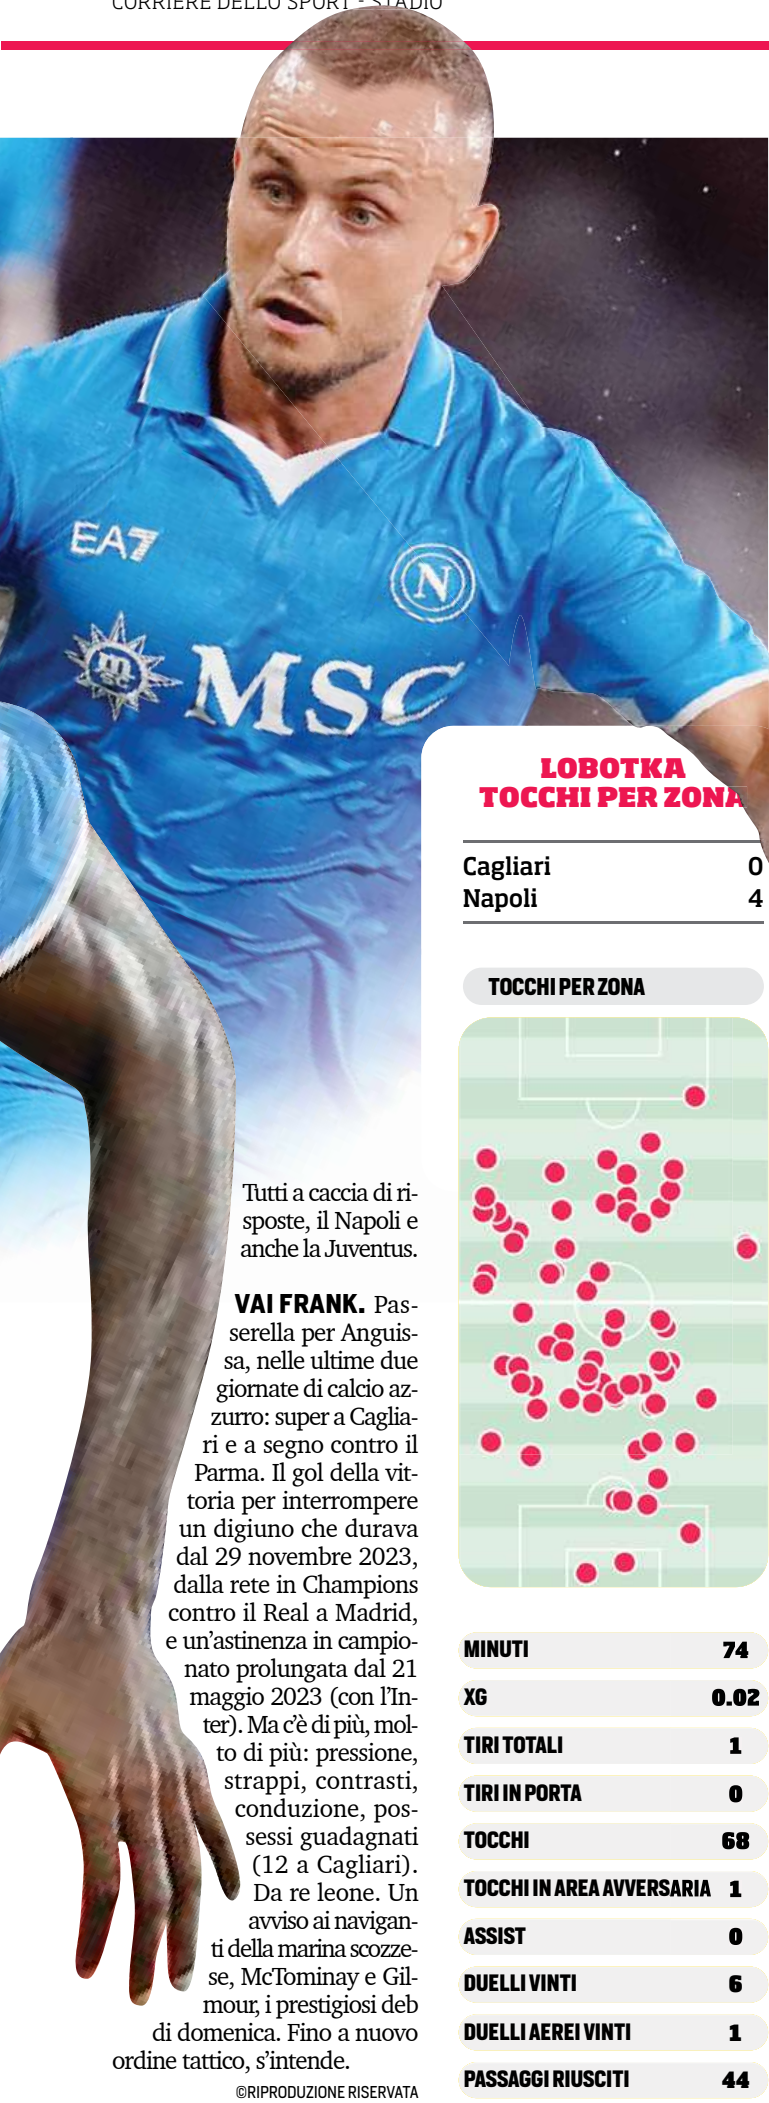 CORRIERE DELLO SPORT - STADIO
EA7
N
m
SC
MSC
Tutti a caccia di ri-
sposte, il Napoli e
anche la Juventus.
VAI FRANK. Pas-
serella per Anguis-
sa, nelle ultime due
giornate di calcio az-
zurro: super a Caglia-
ri e a segno contro il
Parma. Il gol della vit-
toria per interrompere
un digiuno che durava
dal 29 novembre 2023,
dalla rete in Champions
contro il Real a Madrid,
e un'astinenza in campio-
nato prolungata dal 21
maggio 2023 (con l'In-
ter). Ma c'è di più, mol-
to di più: pressione,
strappi, contrasti,
conduzione, pos-
sessi guadagnati
(12 a Cagliari).
Da re leone. Un
avviso ai navigan-
ti della marina scozze-
se, McTominay e Gil-
mour, i prestigiosi deb
di domenica. Fino a nuovo
ordine tattico, s'intende.
©RIPRODUZIONE RISERVATA
LOBOTKA
TOCCHI PER ZONA
Cagliari 0
Napoli 4
TOCCHI PER ZONA
MINUTI 74
XG 0.02
TIRI TOTALI 1
TIRI IN PORTA 0
TOCCHI 68
TOCCHI IN AREA AVVERSARIA 1
ASSIST 0
DUELLI VINTI 6
DUELLI AEREI VINTI 1
PASSAGGI RIUSCITI 44